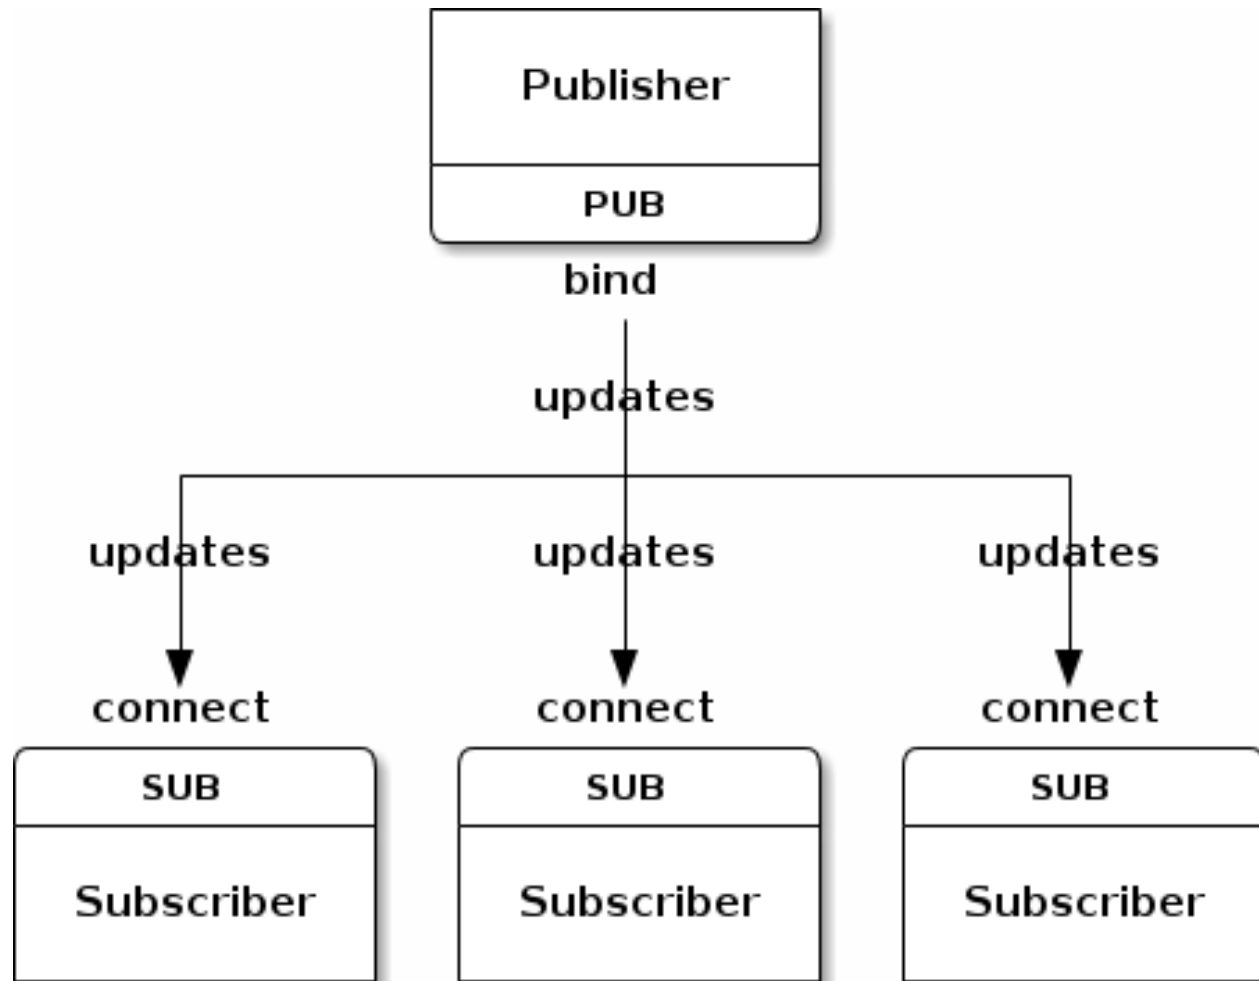 Publisher
PUB
bind
updates
updates updates updates
connect connect connect
SUB SUB SUB
Subscriber Subscriber Subscriber